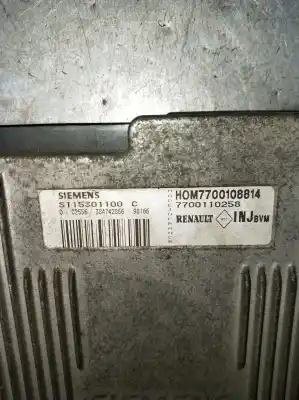 SIEMENS
S115301100 C
HOM7700108814
7700110258
RENAULT INJ BVM